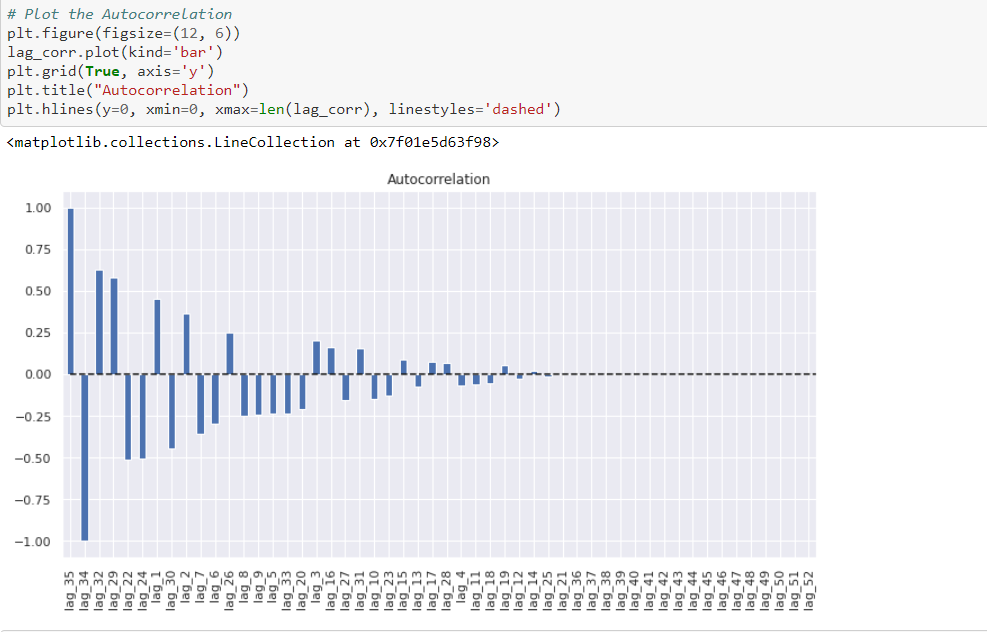 # Plot the Autocorrelation
plt.figure(figsize=(12, 6))
lag_corr.plot(kind='bar')
plt.grid(True, axis='y')
plt.title("Autocorrelation")
plt.hlines(y=0, xmin=0, xmax=len(lag_corr), linestyles='dashed')
<matplotlib.collections.LineCollection at 0x7f01e5d63f98>
Autocorrelation
1.00
0.75
0.50
0.25
0.00
−0.25
−0.50
−0.75
−1.00
lag_35
lag_34
lag_32
lag_29
lag_22
lag_24
lag_1
lag_30
lag_2
lag_7
lag_6
lag_26
lag_8
lag_9
lag_5
lag_33
lag_20
lag_3
lag_16
lag_27
lag_31
lag_10
lag_23
lag_15
lag_13
lag_17
lag_28
lag_4
lag_11
lag_18
lag_19
lag_12
lag_14
lag_25
lag_21
lag_36
lag_37
lag_38
lag_39
lag_40
lag_41
lag_42
lag_43
lag_44
lag_45
lag_46
lag_47
lag_48
lag_49
lag_50
lag_51
lag_52